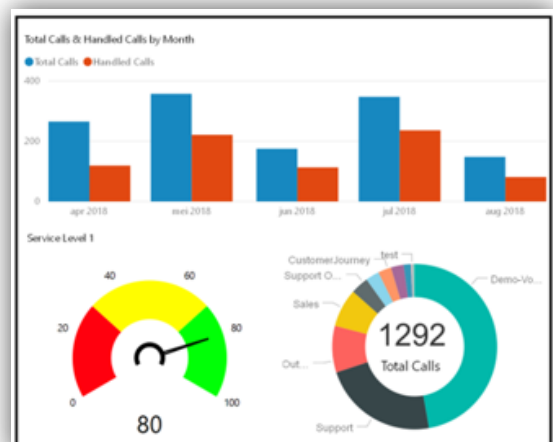 Total Calls & Handled Calls by Month
Total Calls Handled Calls
400
200
0
apr 2018 mei 2018 jun 2018 jul 2018 aug 2018
Service Level 1
0
20
40
60
80
100
80
test
CustomerJourney
Support O...
Sales
Out...
Support
Demo-Vo...
1292
Total Calls